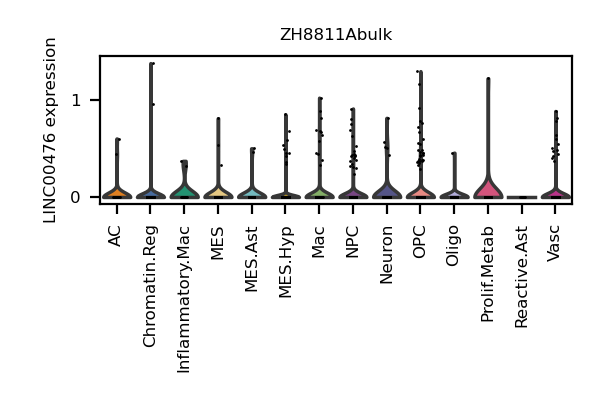 ZH8811Abulk
LINC00476 expression
1
0
AC
Chromatin.Reg
Inflammatory.Mac
MES
MES.Ast
MES.Hyp
Mac
NPC
Neuron
OPC
Oligo
Prolif.Metab
Reactive.Ast
Vasc